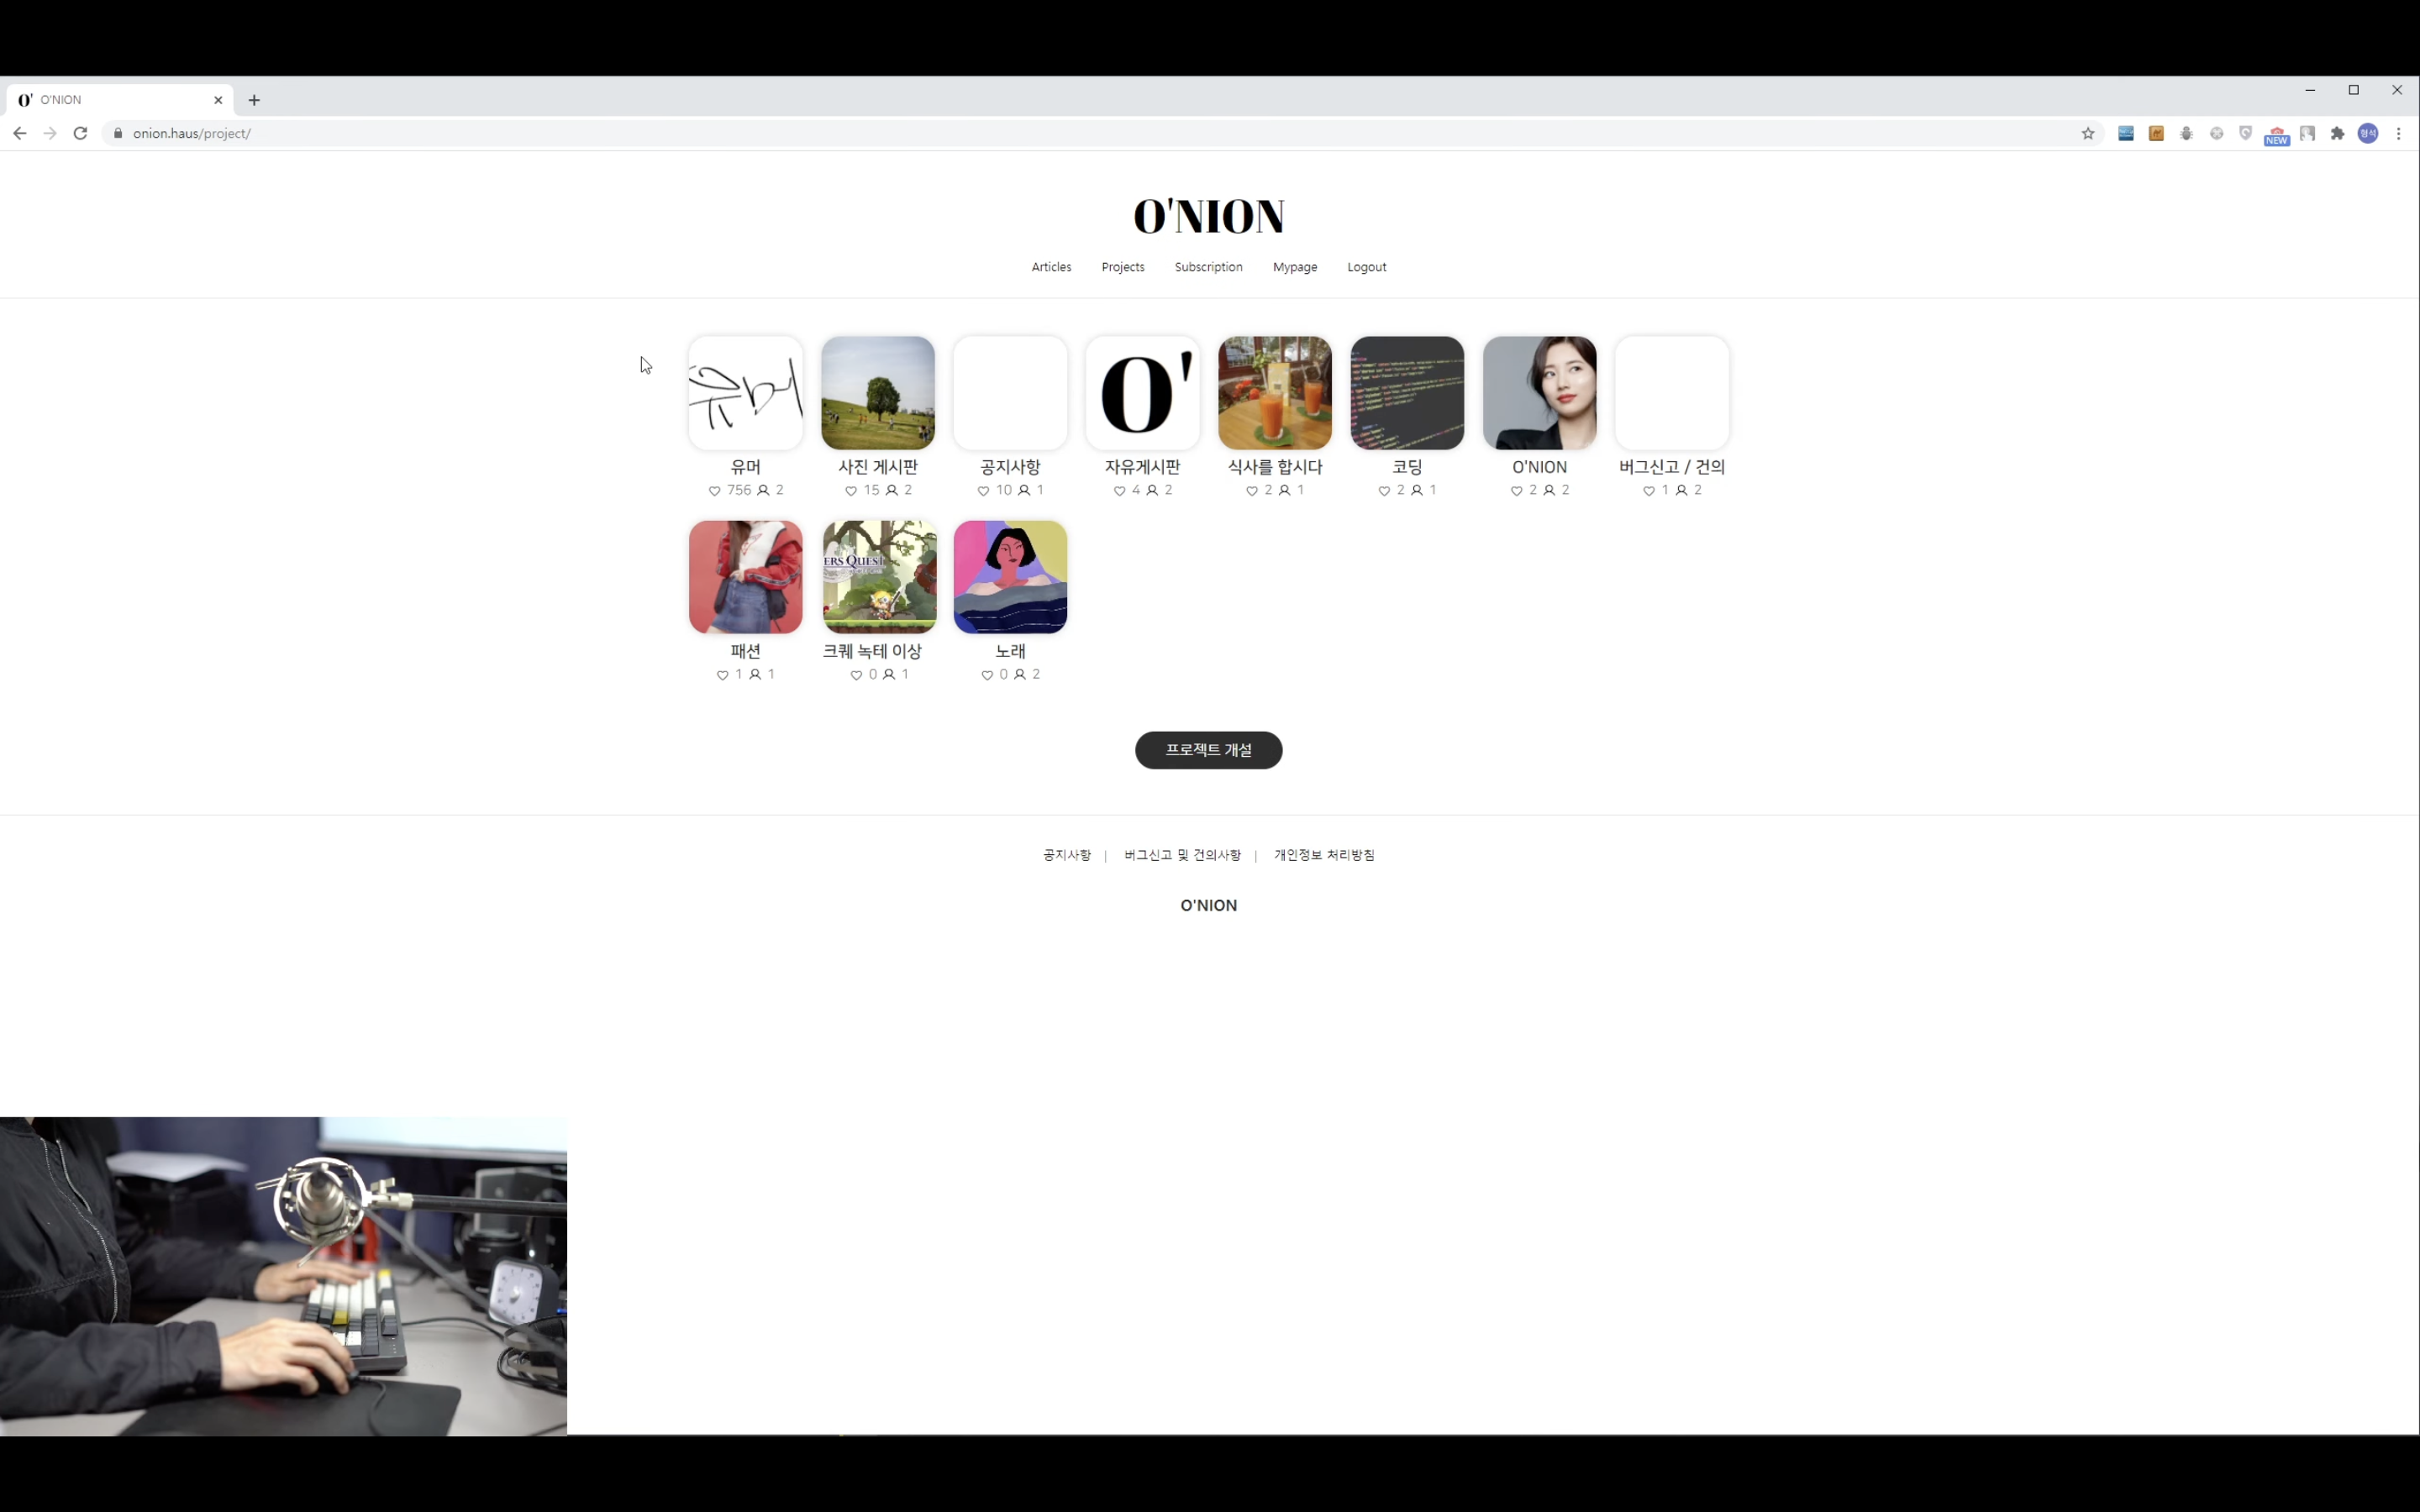 O' O'NION
onion.haus/project/
NEW
형석
O'NION
Articles Projects Subscription Mypage Logout
유머
O'
유머 사진 게시판 공지사항 자유게시판 식사를 합시다 코딩 O'NION 버그신고 / 건의
756 2 15 2 10 1 4 2 2 1 2 1 2 2 1 2
ERS QUEST
패션 크퀘 녹테 이상 노래
1 1 0 1 0 2
프로젝트 개설
공지사항 | 버그신고 및 건의사항 | 개인정보 처리방침
O'NION